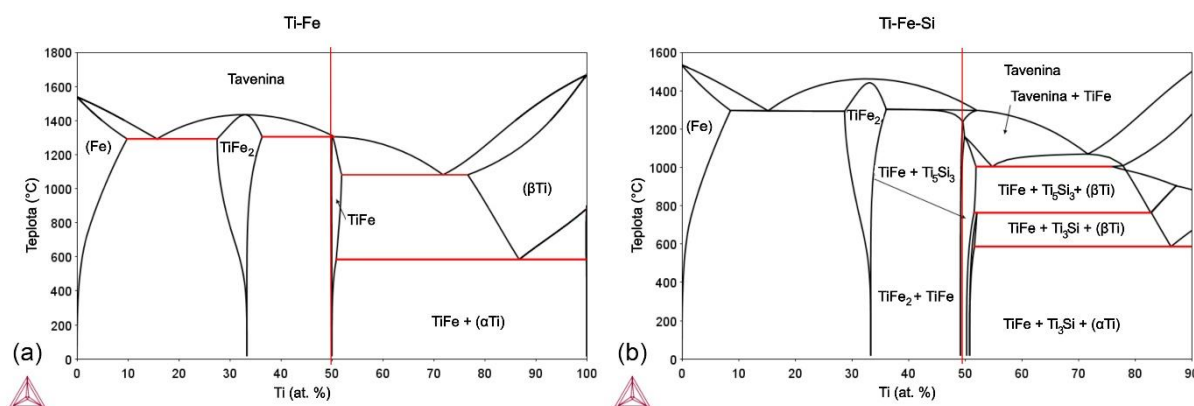 Ti-Fe
1800
1600
1400
1200
1000
800
600
400
200
0
Teplota (°C)
Tavenina
(Fe)
TiFe₂
TiFe
(βTi)
TiFe + (αTi)
0 10 20 30 40 50 60 70 80 90 100
Ti (at. %)
(a)
Ti-Fe-Si
1600
1400
1200
1000
800
600
400
200
0
Teplota (°C)
Tavenina
Tavenina + TiFe
(Fe)
TiFe₂
TiFe + Ti₅Si₃
TiFe + Ti₅Si₃+ (βTi)
TiFe + Ti₃Si + (βTi)
TiFe₂ + TiFe
TiFe + Ti₃Si + (αTi)
0 10 20 30 40 50 60 70 80 90
Ti (at. %)
(b)